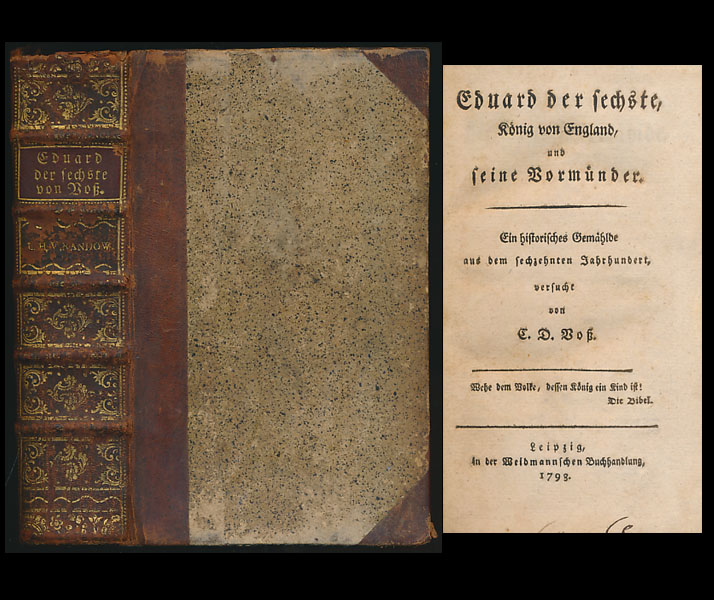 Eduard
der sechste
von Voß.
L. H. V. KANDOW.
Eduard der sechste,
König von England,
und
seine Vormünder.
Ein historisches Gemählde
aus dem sechzehnten Jahrhundert,
versucht
von
C. D. Voß.
Wehe dem Volke, dessen König ein Kind ist!
Die Bibel.
Leipzig,
in der Weidmannschen Buchhandlung,
1793.